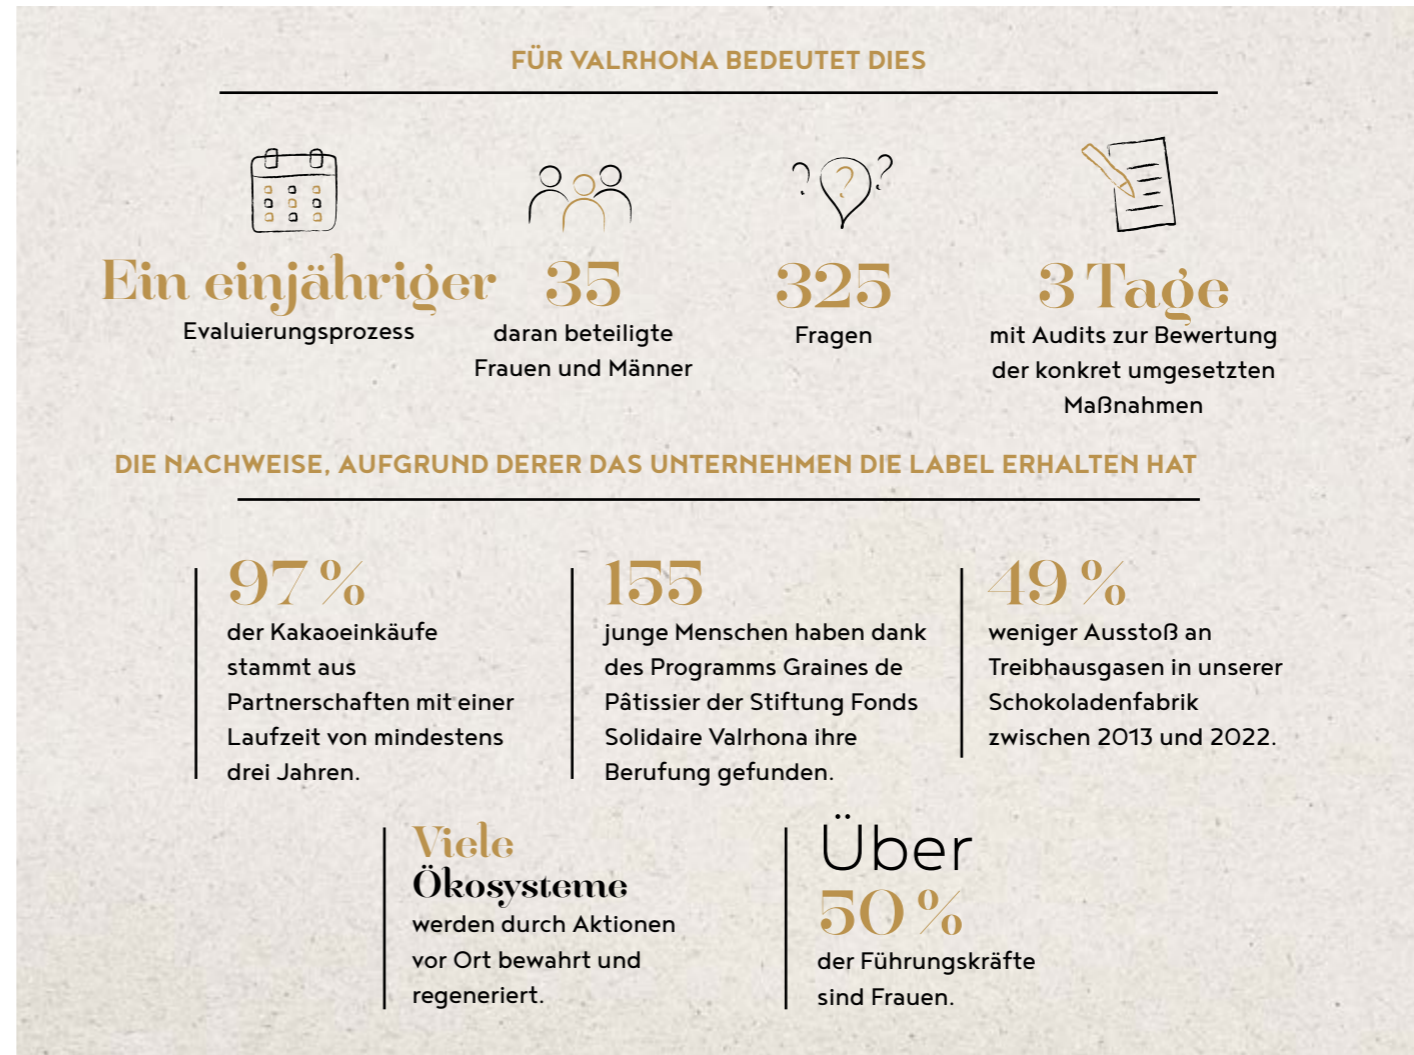 FÜR VALRHONA BEDEUTET DIES
Ein einjähriger
Evaluierungsprozess
35
daran beteiligte
Frauen und Männer
325
Fragen
3 Tage
mit Audits zur Bewertung
der konkret umgesetzten
Maßnahmen
DIE NACHWEISE, AUFGRUND DERER DAS UNTERNEHMEN DIE LABEL ERHALTEN HAT
97 %
der Kakaoeinkäufe
stammt aus
Partnerschaften mit einer
Laufzeit von mindestens
drei Jahren.
155
junge Menschen haben dank
des Programms Graines de
Pâtissier der Stiftung Fonds
Solidaire Valrhona ihre
Berufung gefunden.
49 %
weniger Ausstoß an
Treibhausgasen in unserer
Schokoladenfabrik
zwischen 2013 und 2022.
Viele
Ökosysteme
werden durch Aktionen
vor Ort bewahrt und
regeneriert.
Über
50 %
der Führungskräfte
sind Frauen.